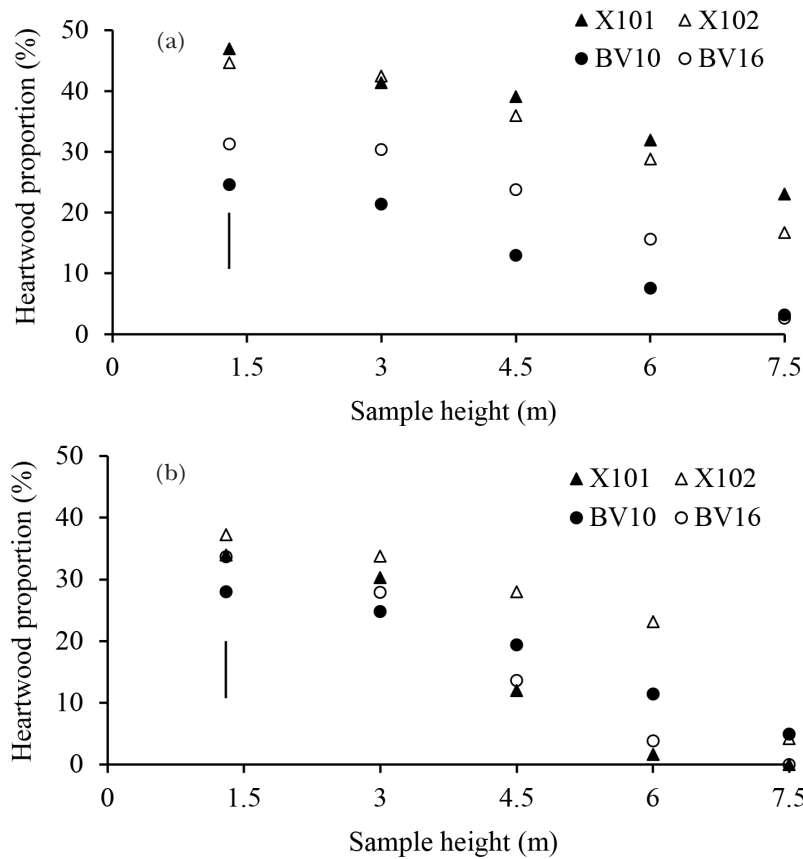 (a)
▲ X101 △ X102
● BV10 ○ BV16
Heartwood proportion (%)
50
40
30
20
10
0
0 1.5 3 4.5 6 7.5
Sample height (m)
(b)
▲ X101 △ X102
● BV10 ○ BV16
Heartwood proportion (%)
50
40
30
20
10
0
0 1.5 3 4.5 6 7.5
Sample height (m)